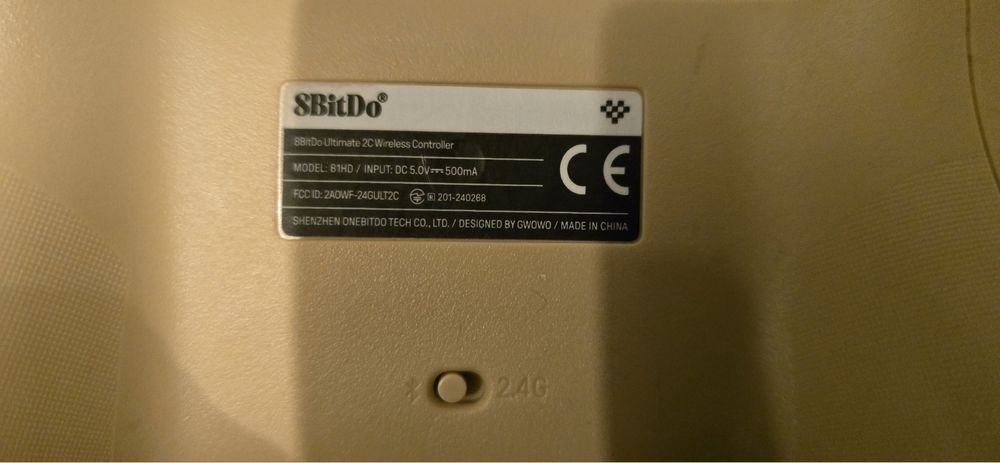 8BitDo®
8BitDo Ultimate 2C Wireless Controller
MODEL: 81HD / INPUT: DC 5.0V⎓500mA
FCC ID: 2AOWF-24GULT2C R 201-240268
CE
SHENZHEN ONEBITDO TECH CO., LTD. / DESIGNED BY GWOWO / MADE IN CHINA
2.4G